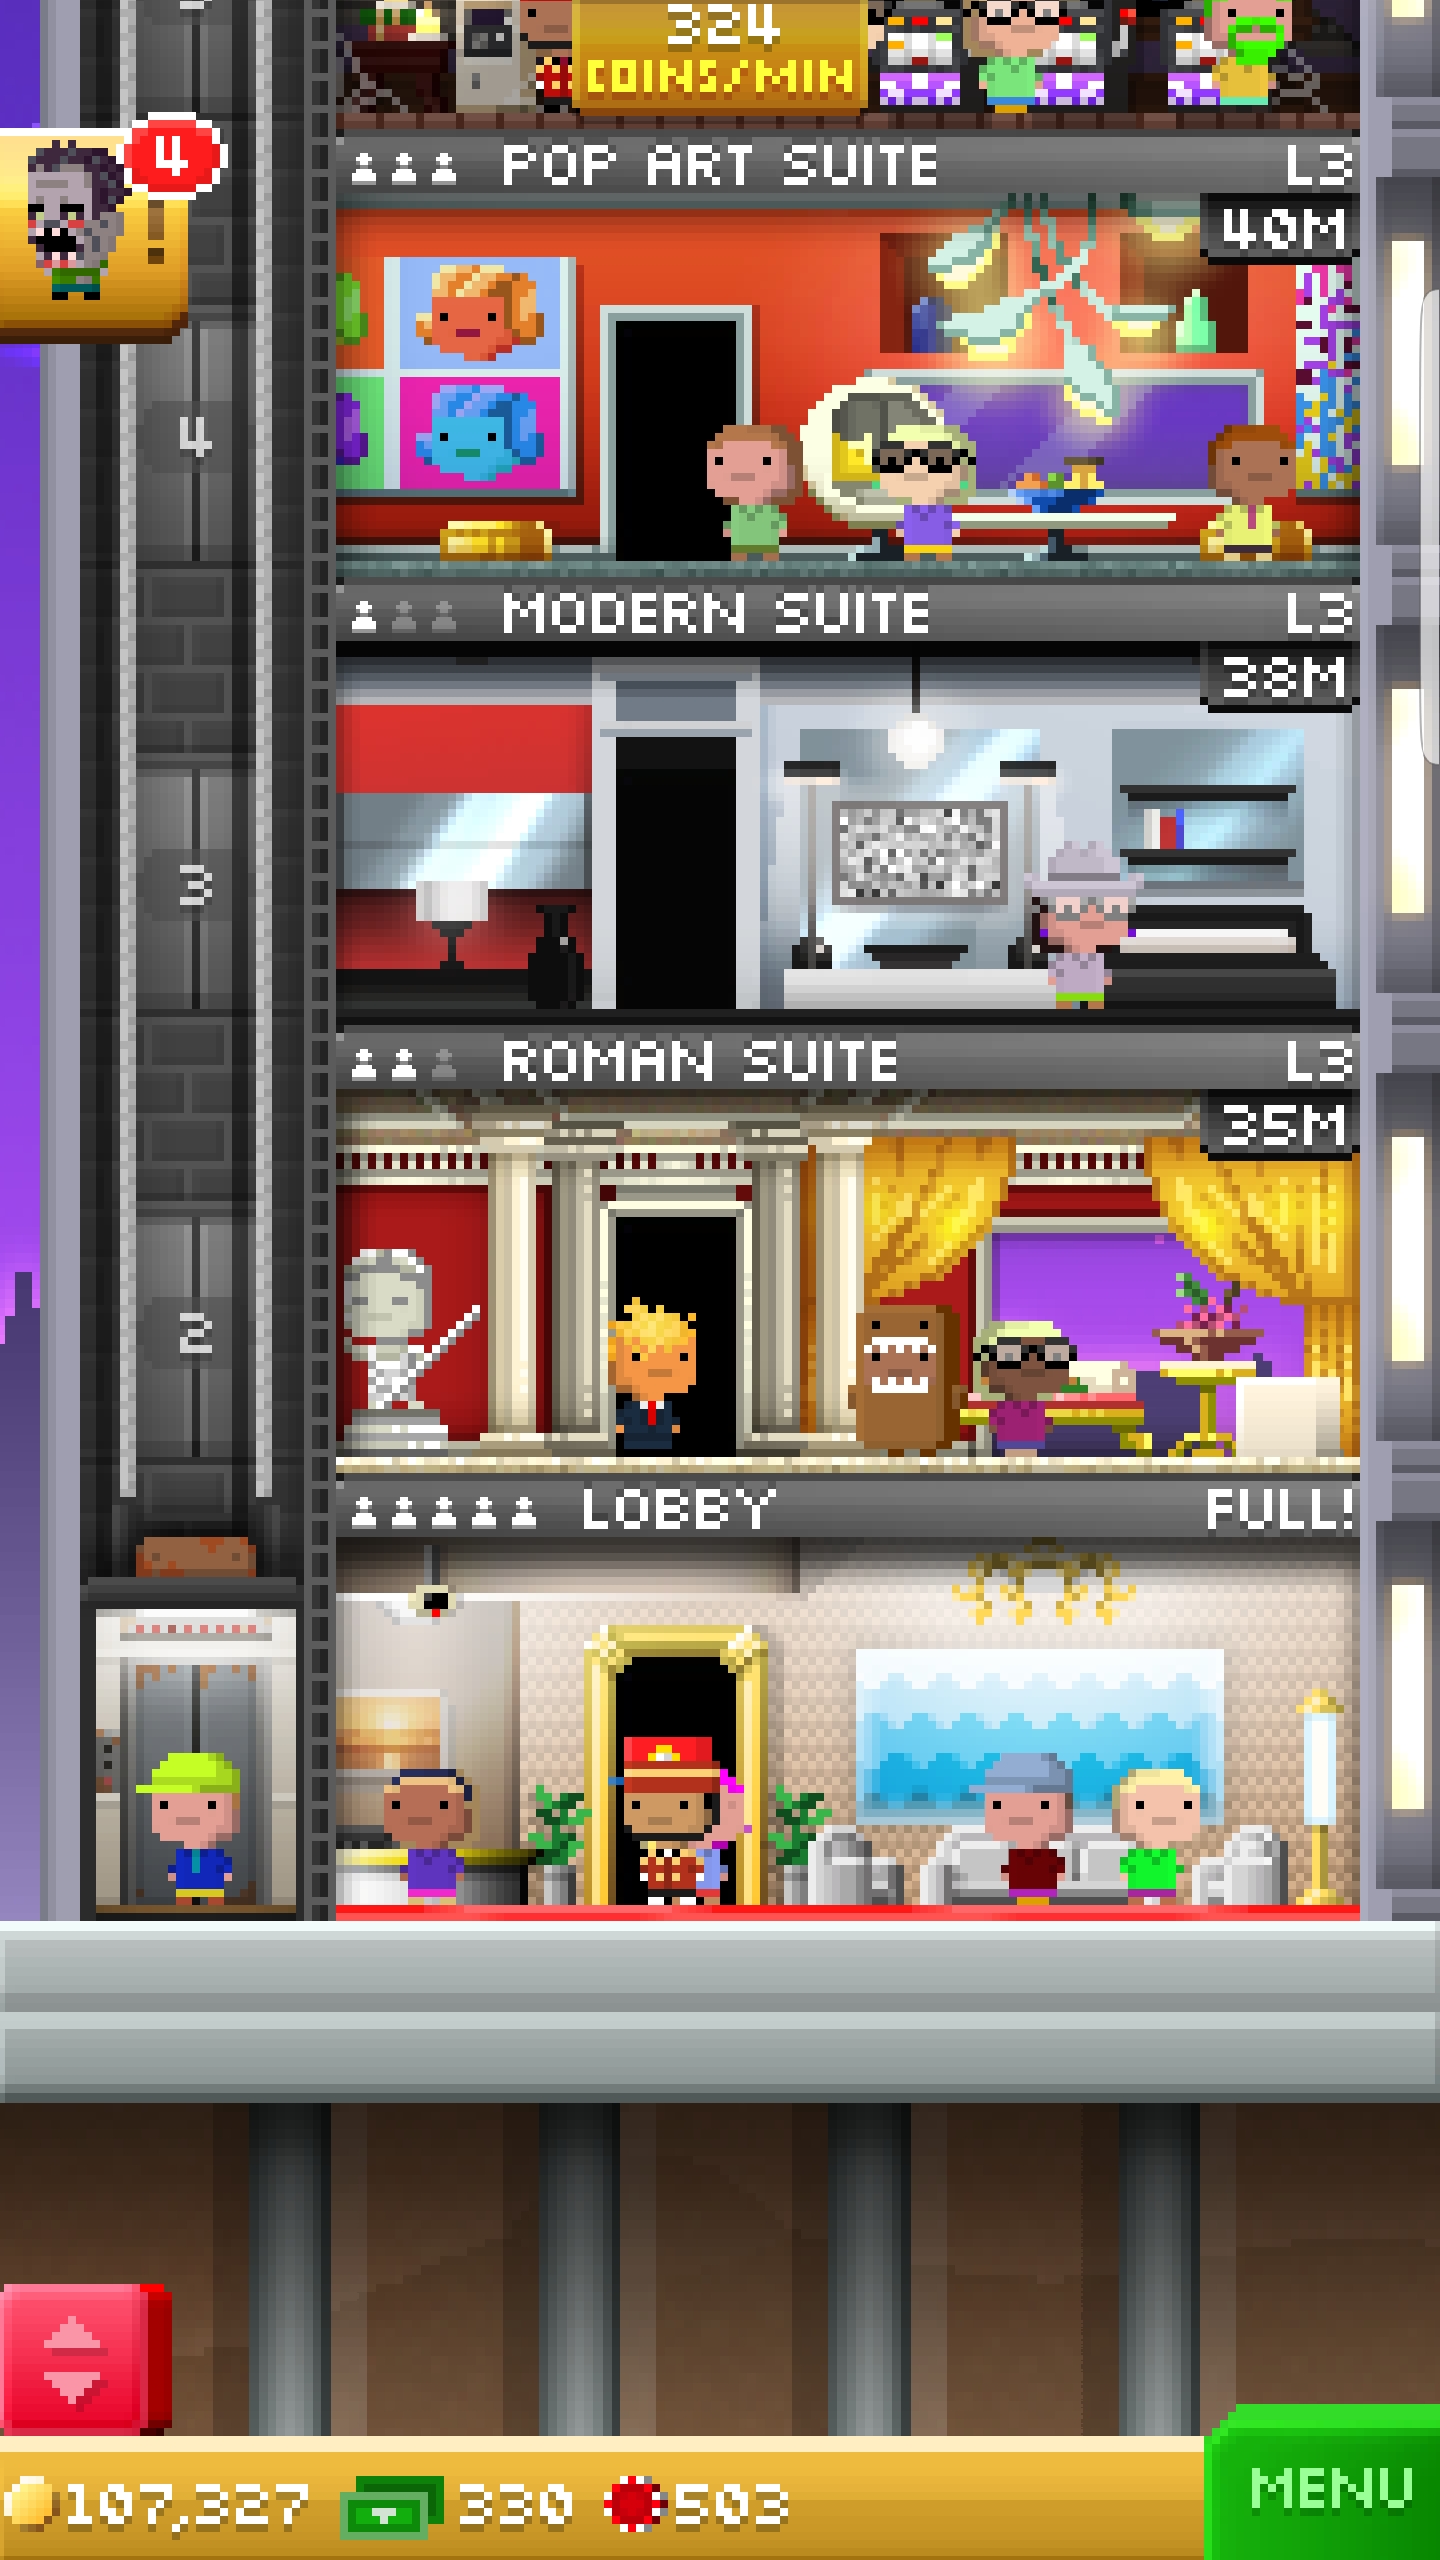 324
COINS/MIN
4
!
POP ART SUITE L3
40M
4
MODERN SUITE L3
38M
3
ROMAN SUITE L3
35M
2
LOBBY FULL!
107,327 330 503
MENU